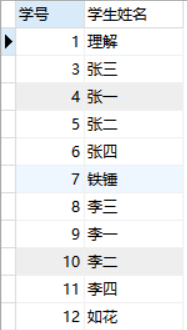 学号 学生姓名
1 理解
3 张三
4 张一
5 张二
6 张四
7 铁锤
8 李三
9 李一
10 李二
11 李四
12 如花